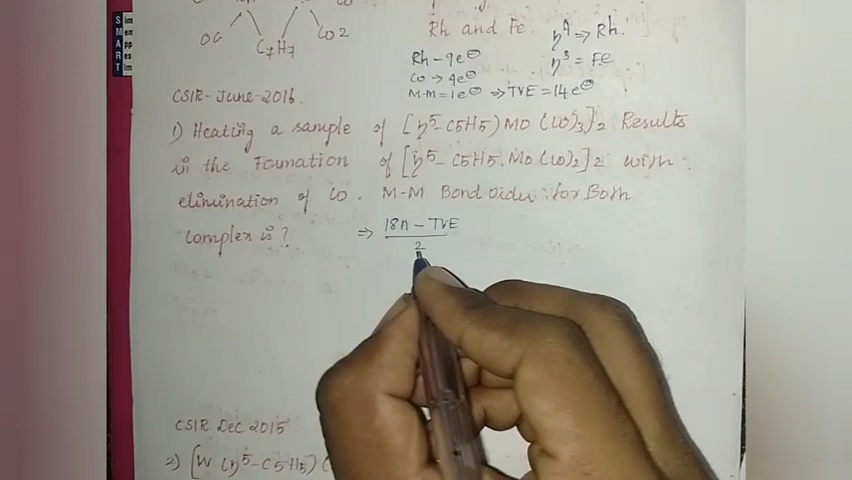 OC
C7H7
CO2
Rh and Fe.
η4 => Rh.
Rh - 9e⊖
η3 = Fe
CO → 4e⊖
M-M = 1e⊖ => TVE = 14e⊖
CSIR-June-2016.
1) Heating a sample of [η5-C5H5)MO(CO)3]2 Results
in the Formation of [η5-C5H5.MO(CO)2]2 with
elimination of CO. M-M Bond order for Both
complex is? => 18n - TVE
2
CSIR Dec 2015
2) [W(η5-C5H5)(
SMART